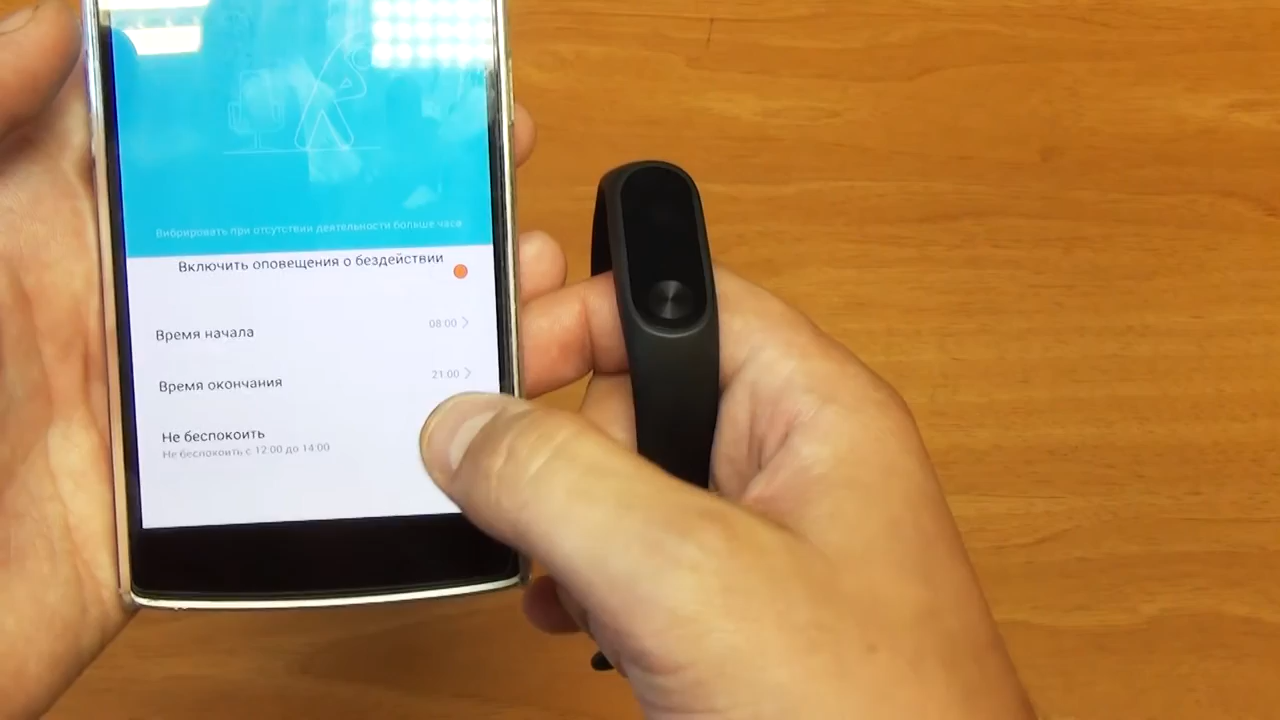 Вибрировать при отсутствии деятельности больше часа
Включить оповещения о бездействии
Время начала 08:00
Время окончания 21:00
Не беспокоить
Не беспокоить с 12:00 до 14:00